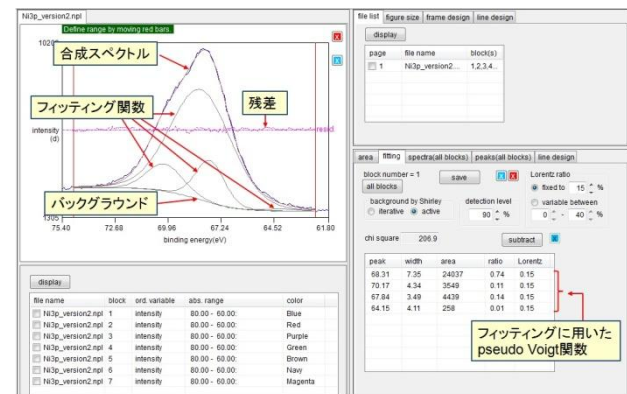 Ni3p_version2.npl
Define range by moving red bars.
x
x
10286
合成スペクトル
フィッティング関数
残差
intensity
(d)
resid
バックグラウンド
1305
75.40 72.68 69.96 67.24 64.52 61.80
binding energy(eV)
display
file name block ord. variable abs. range color
Ni3p_version2.npl 1 intensity 80.00 - 60.00: Blue
Ni3p_version2.npl 2 intensity 80.00 - 60.00: Red
Ni3p_version2.npl 3 intensity 80.00 - 60.00: Purple
Ni3p_version2.npl 4 intensity 80.00 - 60.00: Green
Ni3p_version2.npl 5 intensity 80.00 - 60.00: Brown
Ni3p_version2.npl 6 intensity 80.00 - 60.00: Navy
Ni3p_version2.npl 7 intensity 80.00 - 60.00: Magenta
file list figure size frame design line design
display
page file name block(s)
1 Ni3p_version2... 1,2,3,4..
area fitting spectra(all blocks) peaks(all blocks) line design
block number = 1 save x x Lorentz ratio
all blocks fixed to 15 %
background by Shirley detection level variable between
iterative active 90 % 0 - 40 %
chi square 206.9 subtract x
peak width area ratio Lorentz
68.31 7.35 24037 0.74 0.15
70.17 4.34 3549 0.11 0.15
67.84 3.49 4439 0.14 0.15
64.15 4.11 258 0.01 0.15
フィッティングに用いた
pseudo Voigt関数